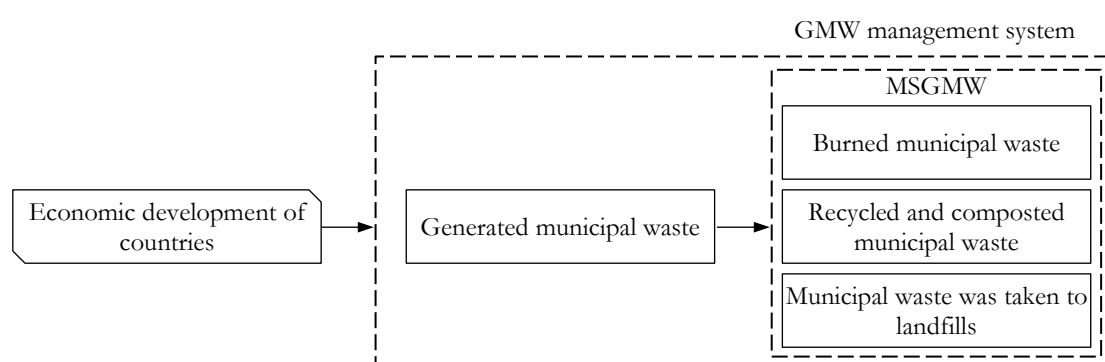 GMW management system
MSGMW
Burned municipal waste
Economic development of
countries
Generated municipal waste
Recycled and composted
municipal waste
Municipal waste was taken to
landfills